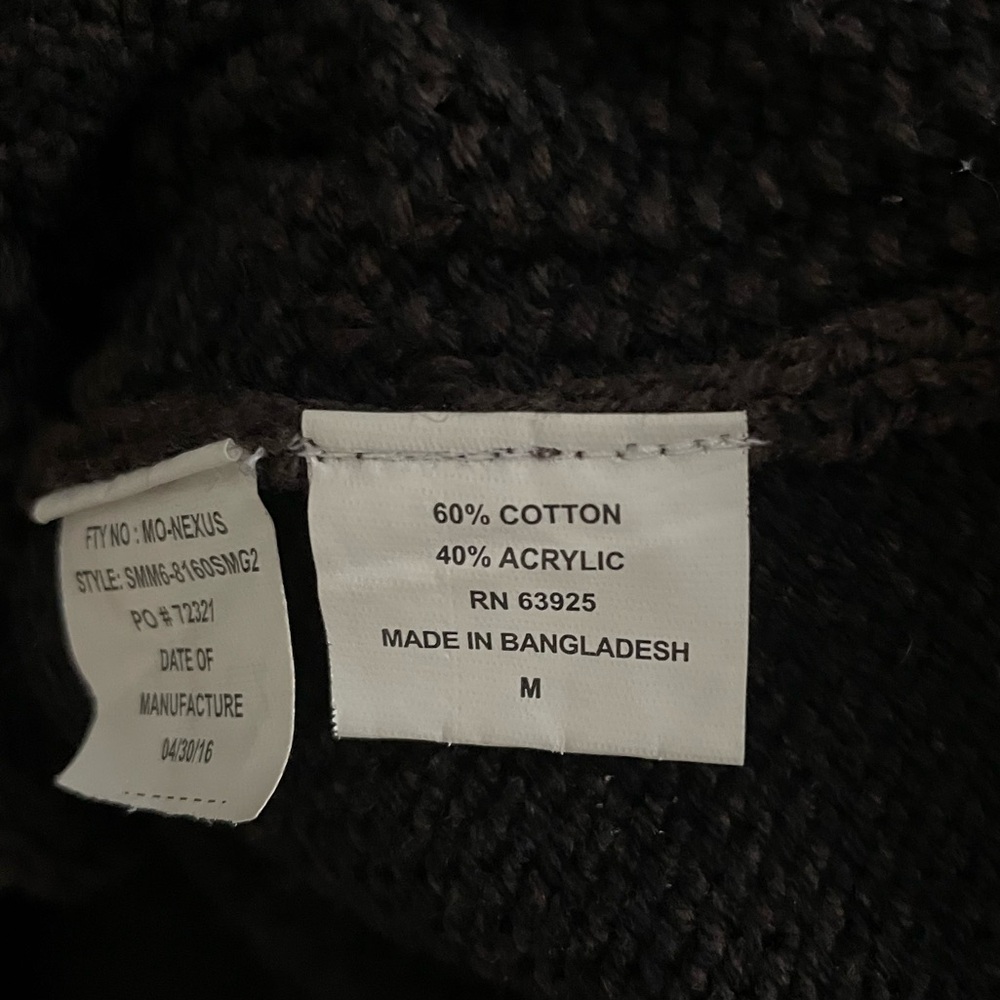 FTY NO : MO-NEXUS
STYLE: SMM6-8160SMG2
PO # 72321
DATE OF
MANUFACTURE
04/30/16
60% COTTON
40% ACRYLIC
RN 63925
MADE IN BANGLADESH
M